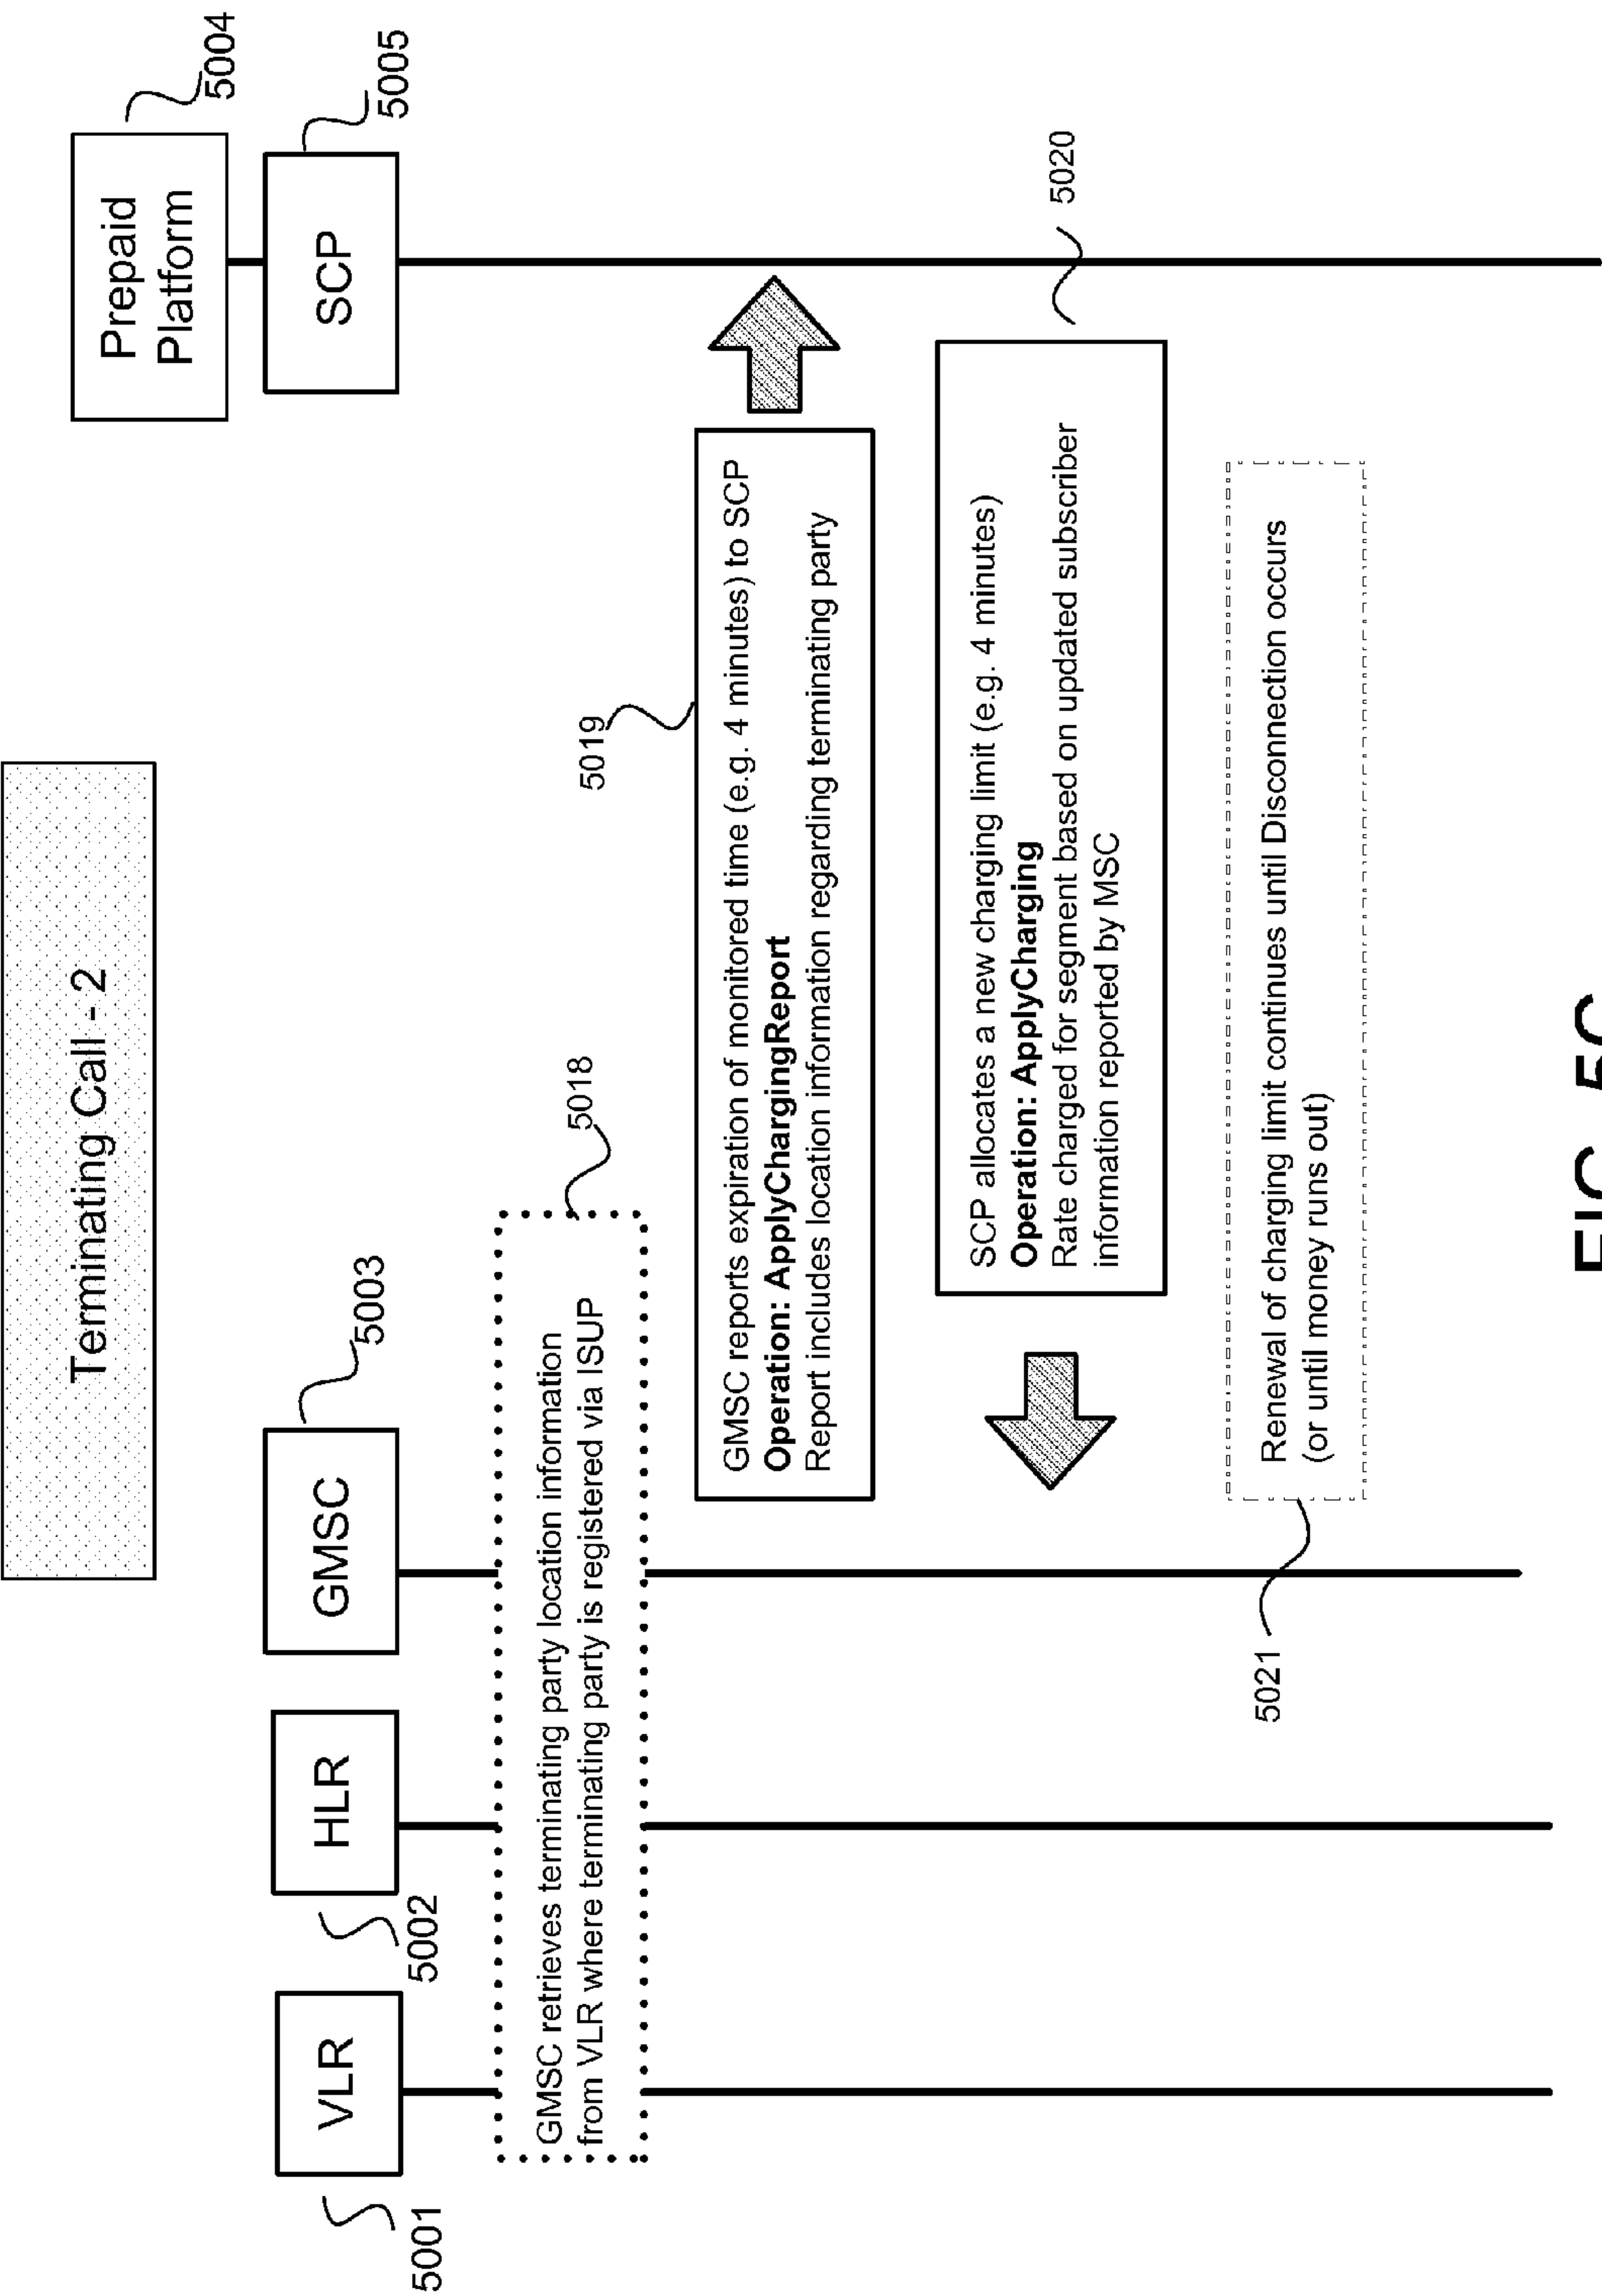 Terminating Call - 2
Prepaid
Platform
5004
VLR
HLR
GMSC
SCP
5001
5002
5003
5005
GMSC retrieves terminating party location information
from VLR where terminating party is registered via ISUP
5018
5019
GMSC reports expiration of monitored time (e.g. 4 minutes) to SCP
Operation: ApplyChargingReport
Report includes location information regarding terminating party
SCP allocates a new charging limit (e.g. 4 minutes)
Operation: ApplyCharging
Rate charged for segment based on updated subscriber
information reported by MSC
5020
Renewal of charging limit continues until Disconnection occurs
(or until money runs out)
5021